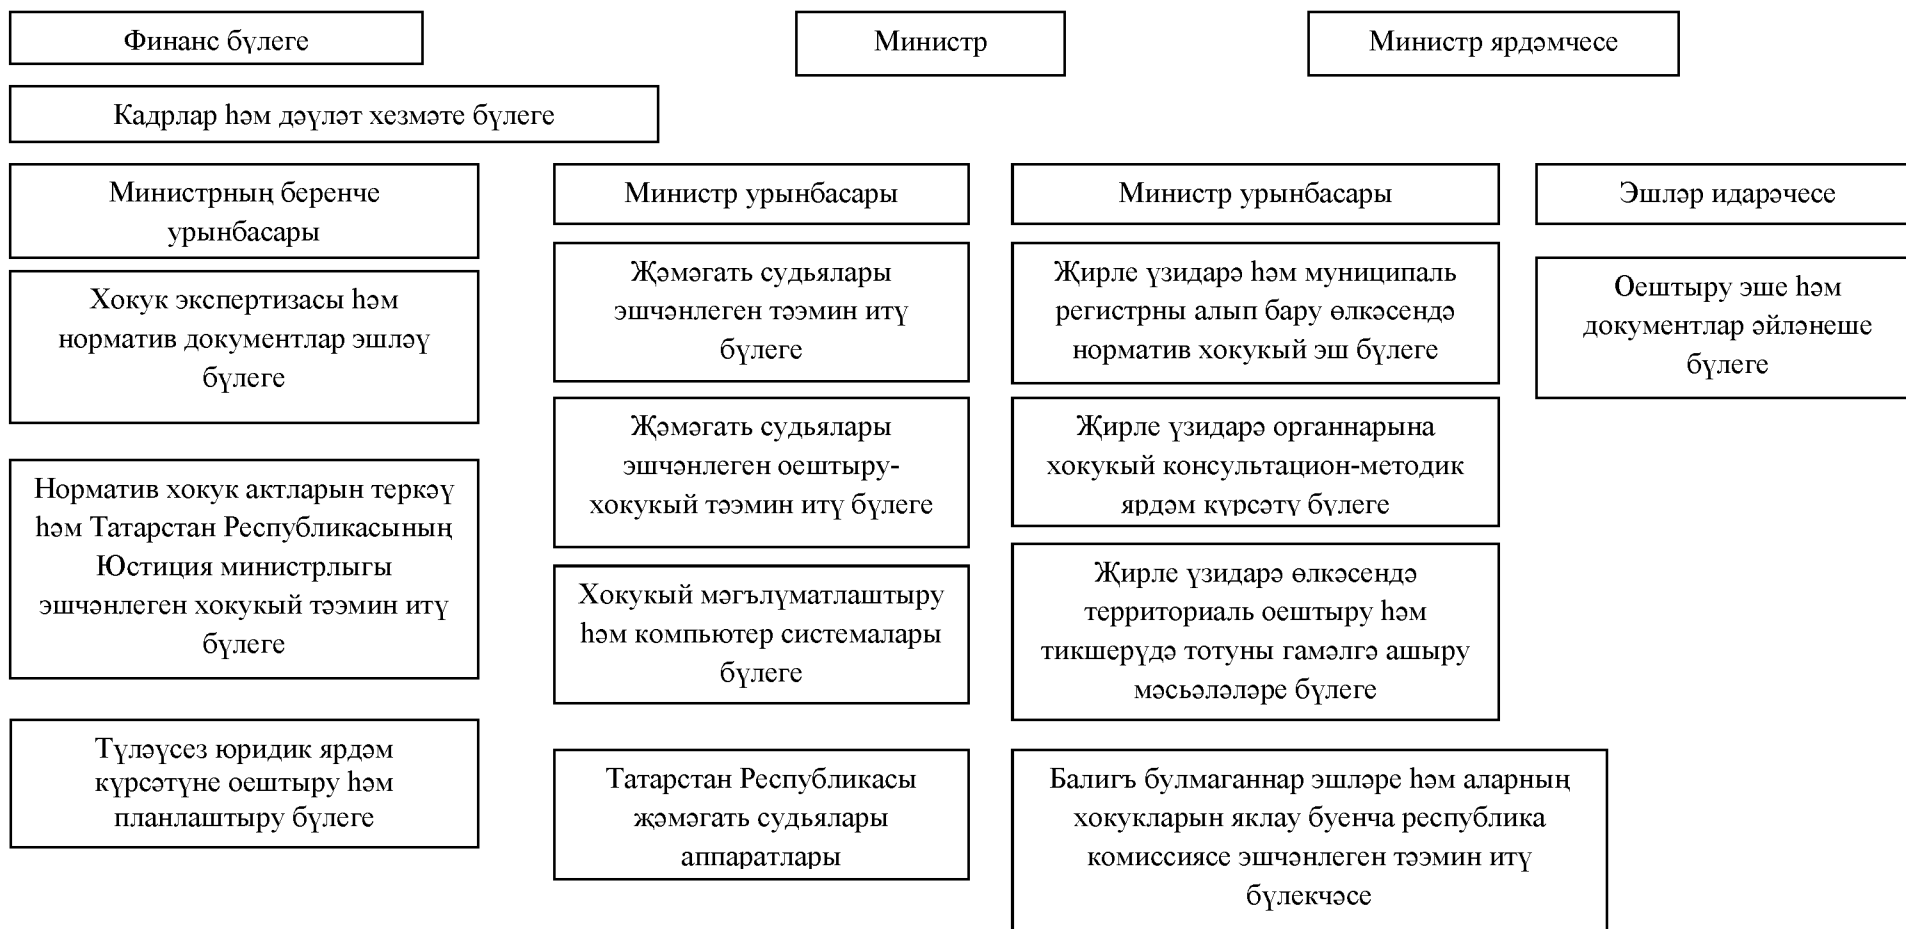 Финанс бүлеге
Министр
Министр ярдәмчесе
Кадрлар һәм дәүләт хезмәте бүлеге
Министрның беренче
урынбасары
Хокук экспертизасы һәм
норматив документлар эшләү
бүлеге
Норматив хокук актларын теркәү
һәм Татарстан Республикасының
Юстиция министрлыгы
эшчәнлеген хокукый тәэмин итү
бүлеге
Түләүсез юридик ярдәм
күрсәтүне оештыру һәм
планлаштыру бүлеге
Министр урынбасары
Җәмәгать судьялары
эшчәнлеген тәэмин итү
бүлеге
Җәмәгать судьялары
эшчәнлеген оештыру-
хокукый тәэмин итү бүлеге
Хокукый мәгълүматлаштыру
һәм компьютер системалары
бүлеге
Татарстан Республикасы
җәмәгать судьялары
аппаратлары
Министр урынбасары
Җирле үзидарә һәм муниципаль
регистрны алып бару өлкәсендә
норматив хокукый эш бүлеге
Җирле үзидарә органнарына
хокукый консультацион-методик
ярдәм күрсәтү бүлеге
Җирле үзидарә өлкәсендә
территориаль оештыру һәм
тикшерүдә тотуны гамәлгә ашыру
мәсьәләләре бүлеге
Балигъ булмаганнар эшләре һәм аларның
хокукларын яклау буенча республика
комиссиясе эшчәнлеген тәэмин итү
бүлекчәсе
Эшләр идарәчесе
Оештыру эше һәм
документлар әйләнеше
бүлеге